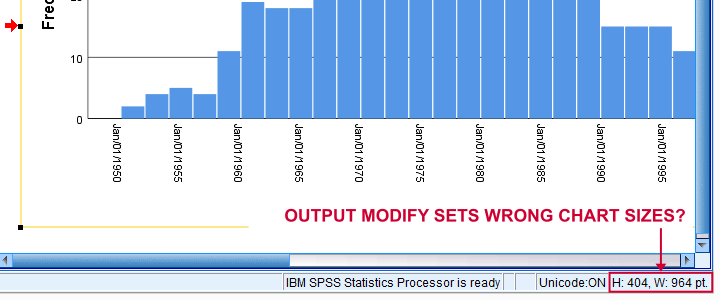 Freq
10
0
Jan/01/1950
Jan/01/1955
Jan/01/1960
Jan/01/1965
Jan/01/1970
Jan/01/1975
Jan/01/1980
Jan/01/1985
Jan/01/1990
Jan/01/1995
OUTPUT MODIFY SETS WRONG CHART SIZES?
IBM SPSS Statistics Processor is ready
Unicode:ON
H: 404, W: 964 pt.